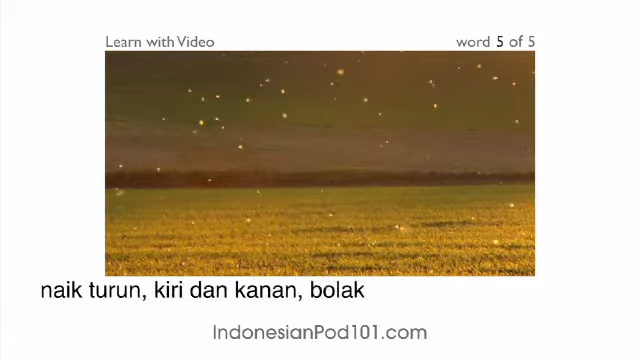 Learn with Video
word 5 of 5
naik turun, kiri dan kanan, bolak
IndonesianPod101.com